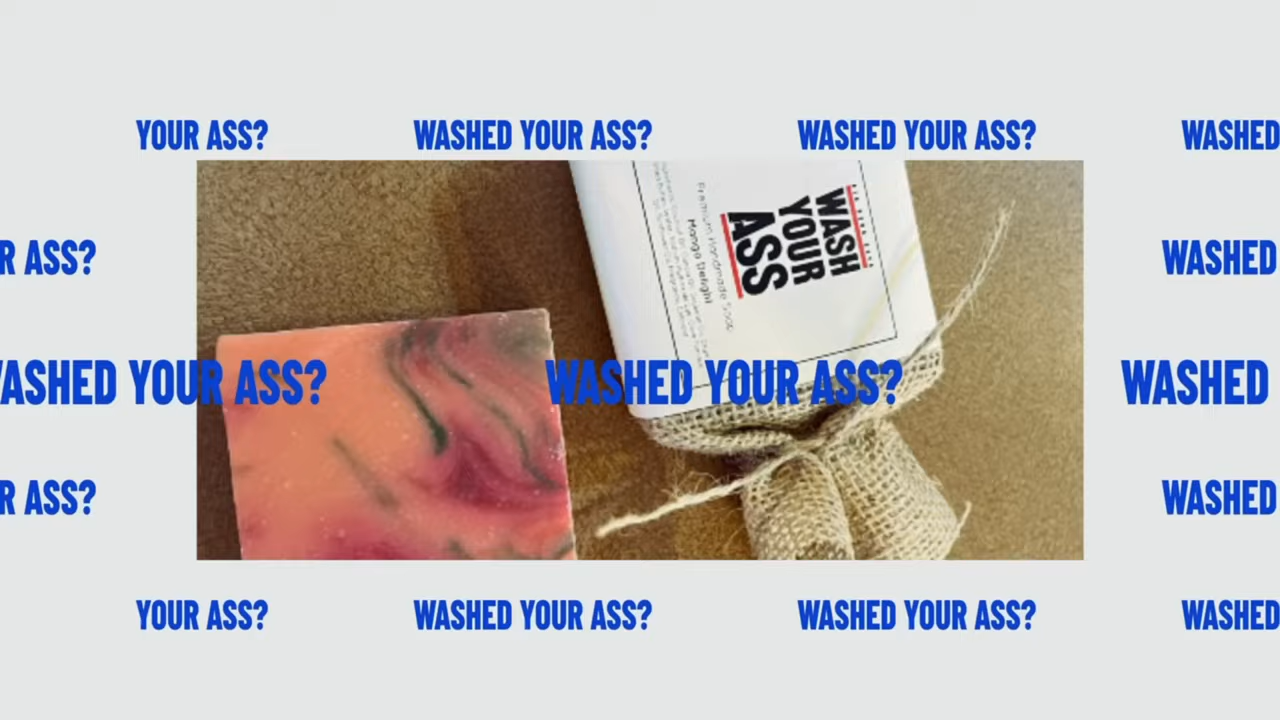 YOUR ASS? WASHED YOUR ASS? WASHED YOUR ASS? WASHED
R ASS? WASHED
WASH
YOUR
ASS
Premium Handmade Soap
Mango Delight
WASHED YOUR ASS? WASHED YOUR ASS? WASHED
R ASS? WASHED
YOUR ASS? WASHED YOUR ASS? WASHED YOUR ASS? WASHED